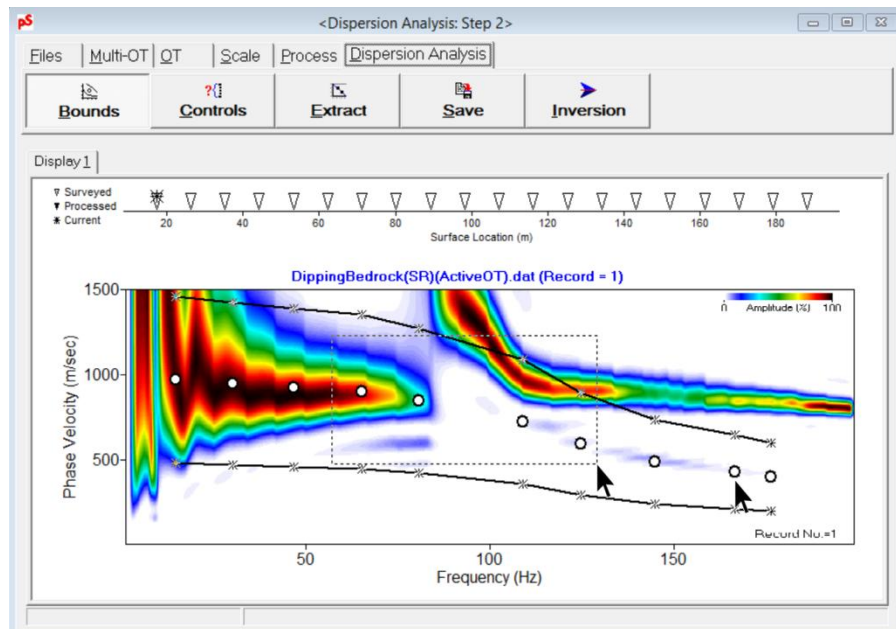 pS
<Dispersion Analysis: Step 2>
Files Multi-OT OT Scale Process Dispersion Analysis
Bounds ?{} Controls Extract Save Inversion
Display 1
Surveyed
Processed
Current
20 40 60 80 100 120 140 160 180
Surface Location (m)
DippingBedrock(SR)(ActiveOT).dat (Record = 1)
1500
0 Amplitude (%) 100
1000
Phase Velocity (m/sec)
500
Record No.=1
50 100 150
Frequency (Hz)